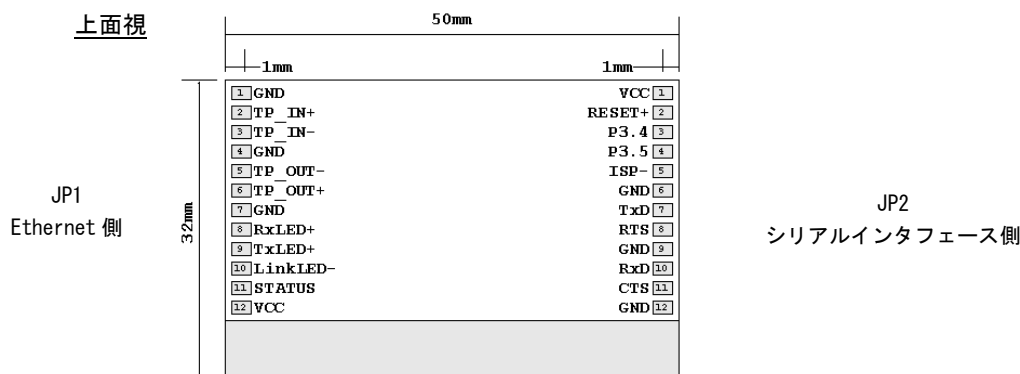 上面視
50mm
1mm 1mm
1 GND VCC 1
2 TP_IN+ RESET+ 2
3 TP_IN- P3.4 3
4 GND P3.5 4
5 TP_OUT- ISP- 5
6 TP_OUT+ GND 6
7 GND TxD 7
8 RxLED+ RTS 8
9 TxLED+ GND 9
10 LinkLED- RxD 10
11 STATUS CTS 11
12 VCC GND 12
32mm
JP1
Ethernet 側
JP2
シリアルインタフェース側